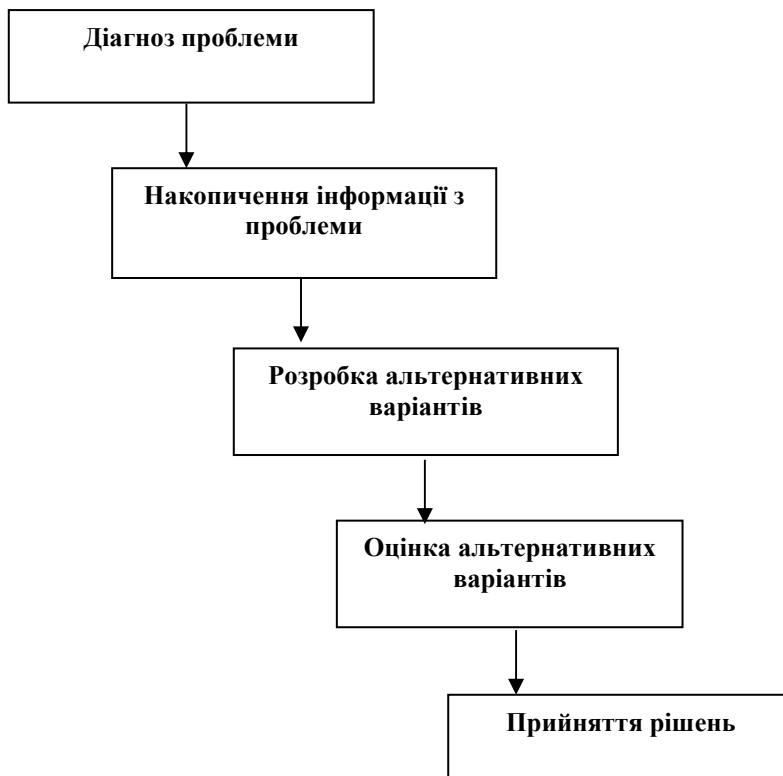 Діагноз проблеми
Накопичення інформації з
проблеми
Розробка альтернативних
варіантів
Оцінка альтернативних
варіантів
Прийняття рішень